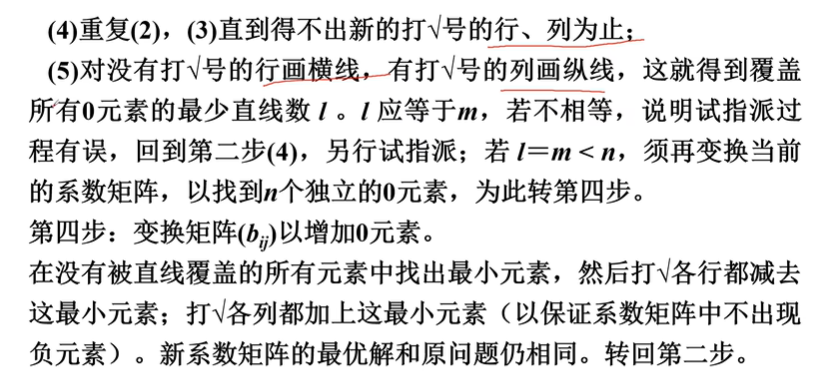 (4)重复(2)，(3)直到得不出新的打√号的行、列为止；
(5)对没有打√号的行画横线，有打√号的列画纵线，这就得到覆盖
所有0元素的最少直线数 l 。l 应等于m，若不相等，说明试指派过
程有误，回到第二步(4)，另行试指派；若 l＝m < n，须再变换当前
的系数矩阵，以找到n个独立的0元素，为此转第四步。
第四步：变换矩阵(bij)以增加0元素。
在没有被直线覆盖的所有元素中找出最小元素，然后打√各行都减去
这最小元素；打√各列都加上这最小元素（以保证系数矩阵中不出现
负元素）。新系数矩阵的最优解和原问题仍相同。转回第二步。